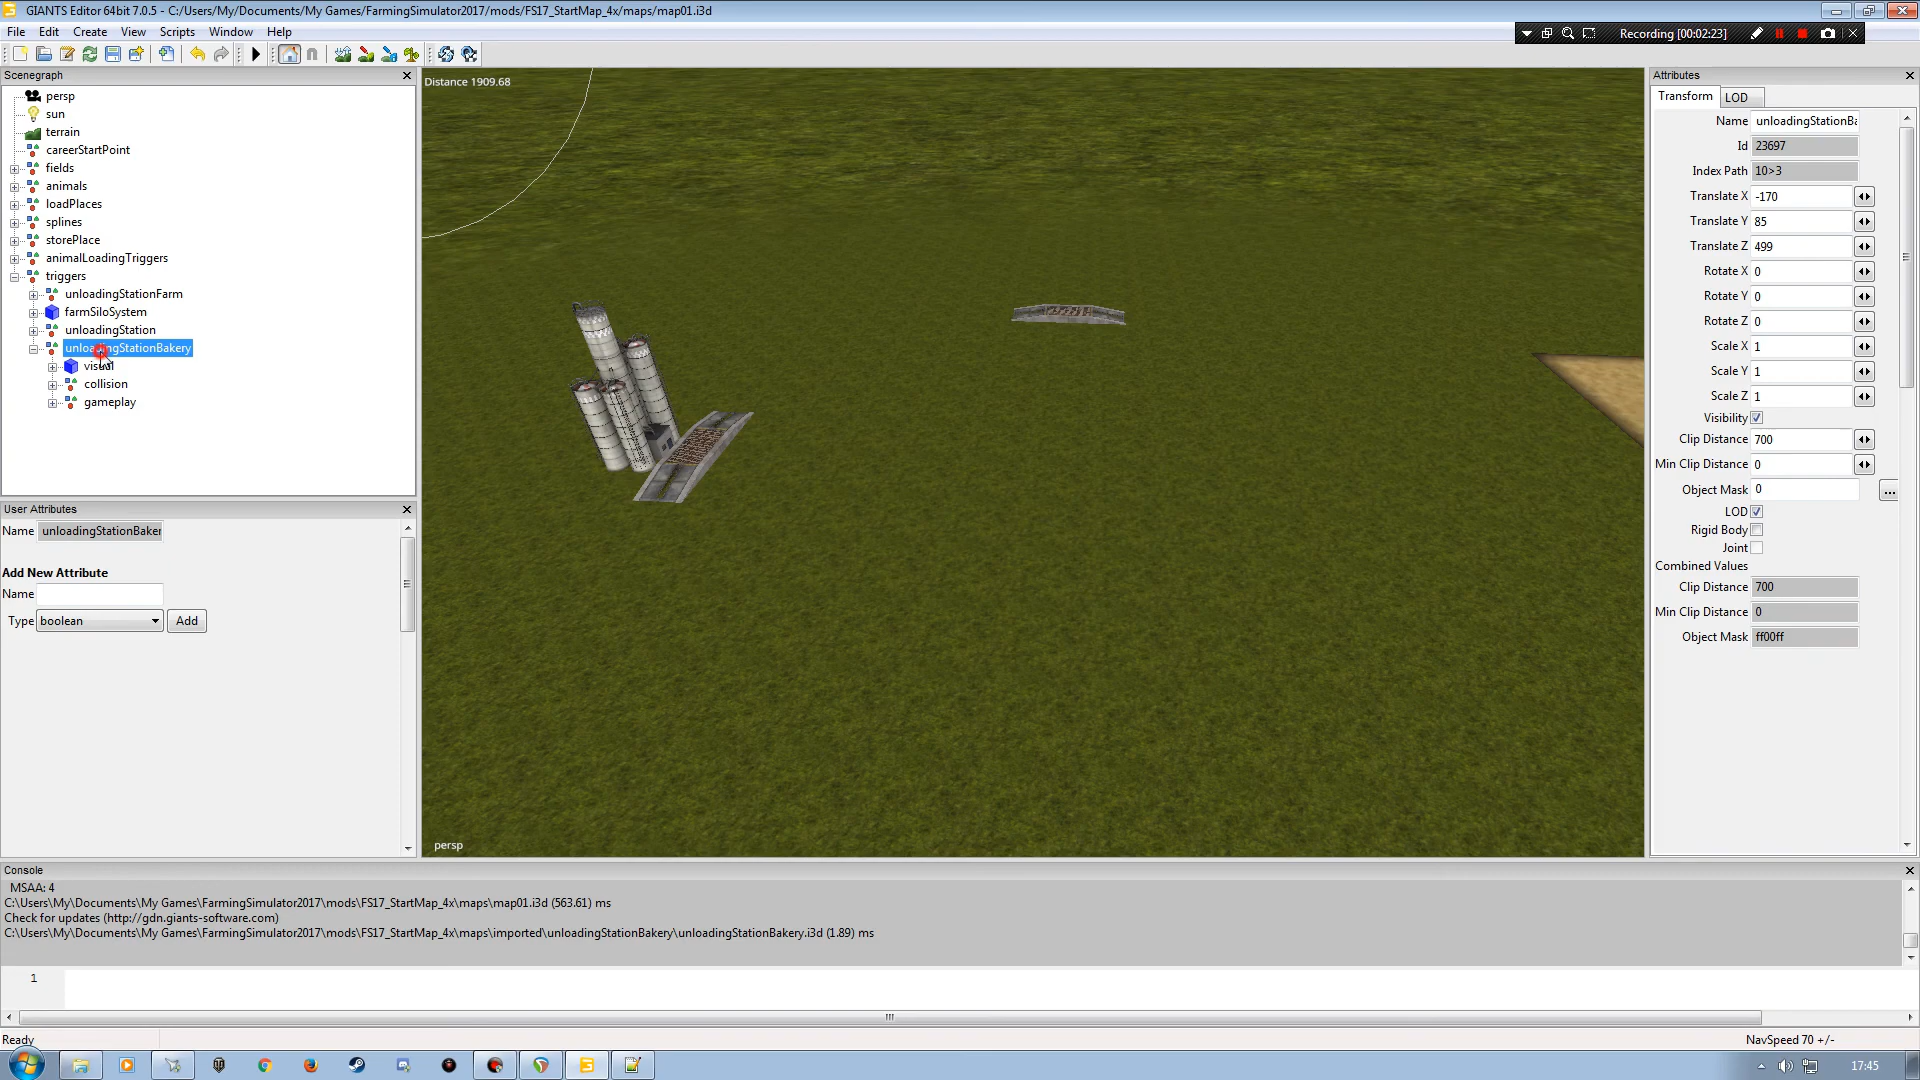 GIANTS Editor 64bit 7.0.5 - C:/Users/My/Documents/My Games/FarmingSimulator2017/mods/FS17_StartMap_4x/maps/map01.i3d
File Edit Create View Scripts Window Help
Recording [00:02:23]
Scenegraph
persp
sun
terrain
careerStartPoint
fields
animals
loadPlaces
splines
storePlace
animalLoadingTriggers
triggers
unloadingStationFarm
farmSiloSystem
unloadingStation
unloadingStationBakery
visual
collision
gameplay
User Attributes
Name unloadingStationBaker
Add New Attribute
Name
Type boolean Add
Distance 1909.68
persp
Attributes
Transform LOD
Name unloadingStationBa
Id 23697
Index Path 10>3
Translate X -170
Translate Y 85
Translate Z 499
Rotate X 0
Rotate Y 0
Rotate Z 0
Scale X 1
Scale Y 1
Scale Z 1
Visibility
Clip Distance 700
Min Clip Distance 0
Object Mask 0 ...
LOD
Rigid Body
Joint
Combined Values
Clip Distance 700
Min Clip Distance 0
Object Mask ff00ff
Console
MSAA: 4
C:\Users\My\Documents\My Games\FarmingSimulator2017\mods\FS17_StartMap_4x\maps\map01.i3d (563.61) ms
Check for updates (http://gdn.giants-software.com)
C:\Users\My\Documents\My Games\FarmingSimulator2017\mods\FS17_StartMap_4x\maps\imported\unloadingStationBakery\unloadingStationBakery.i3d (1.89) ms
1
Ready
NavSpeed 70 +/-
17:45